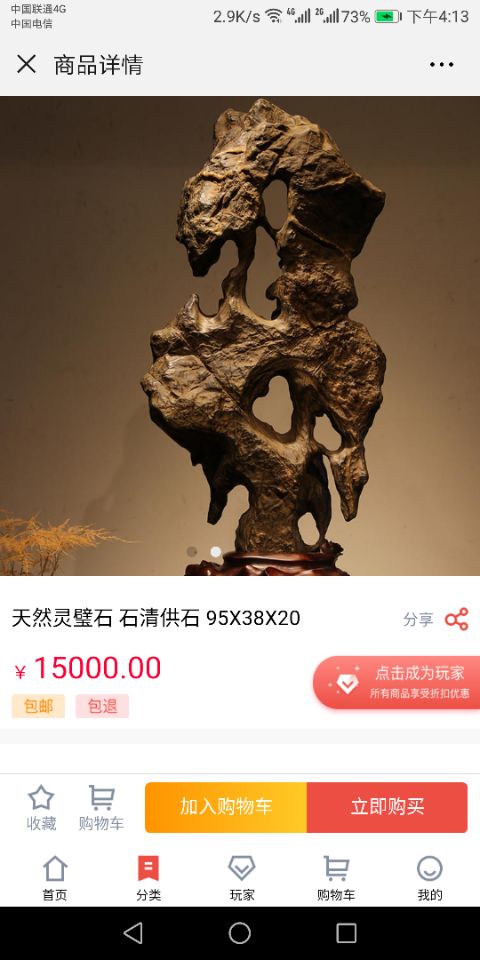 中国联通4G
中国电信
2.9K/s 4G 2G 73% 下午4:13
商品详情
天然灵璧石 石清供石 95X38X20
分享
¥ 15000.00
点击成为玩家
所有商品享受折扣优惠
包邮 包退
收藏 购物车 加入购物车 立即购买
首页 分类 玩家 购物车 我的